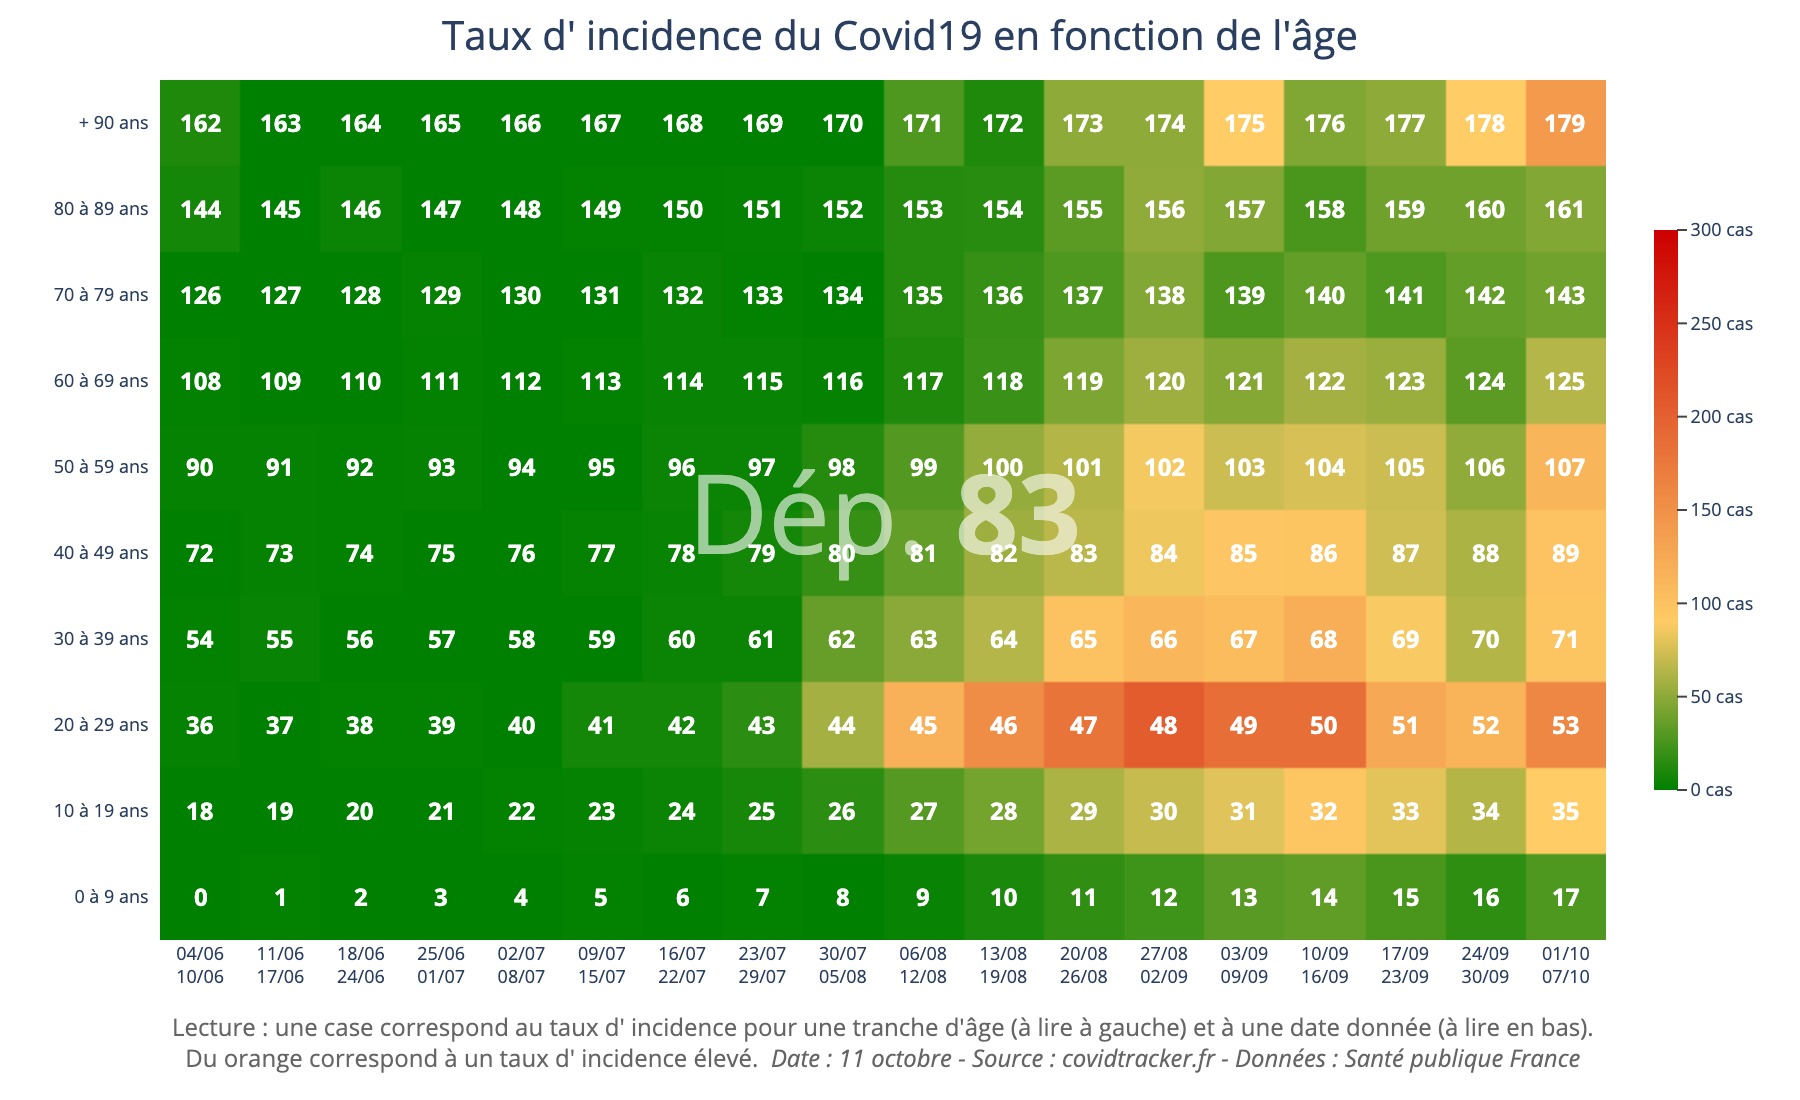 Taux d' incidence du Covid19 en fonction de l'âge
+ 90 ans 162 163 164 165 166 167 168 169 170 171 172 173 174 175 176 177 178 179
80 à 89 ans 144 145 146 147 148 149 150 151 152 153 154 155 156 157 158 159 160 161
70 à 79 ans 126 127 128 129 130 131 132 133 134 135 136 137 138 139 140 141 142 143
60 à 69 ans 108 109 110 111 112 113 114 115 116 117 118 119 120 121 122 123 124 125
50 à 59 ans 90 91 92 93 94 95 96 97 98 99 100 101 102 103 104 105 106 107
Dép. 83
40 à 49 ans 72 73 74 75 76 77 78 79 80 81 82 83 84 85 86 87 88 89
30 à 39 ans 54 55 56 57 58 59 60 61 62 63 64 65 66 67 68 69 70 71
20 à 29 ans 36 37 38 39 40 41 42 43 44 45 46 47 48 49 50 51 52 53
10 à 19 ans 18 19 20 21 22 23 24 25 26 27 28 29 30 31 32 33 34 35
0 à 9 ans 0 1 2 3 4 5 6 7 8 9 10 11 12 13 14 15 16 17
04/06 11/06 18/06 25/06 02/07 09/07 16/07 23/07 30/07 06/08 13/08 20/08 27/08 03/09 10/09 17/09 24/09 01/10
10/06 17/06 24/06 01/07 08/07 15/07 22/07 29/07 05/08 12/08 19/08 26/08 02/09 09/09 16/09 23/09 30/09 07/10
300 cas
250 cas
200 cas
150 cas
100 cas
50 cas
0 cas
Lecture : une case correspond au taux d' incidence pour une tranche d'âge (à lire à gauche) et à une date donnée (à lire en bas).
Du orange correspond à un taux d' incidence élevé. Date : 11 octobre - Source : covidtracker.fr - Données : Santé publique France